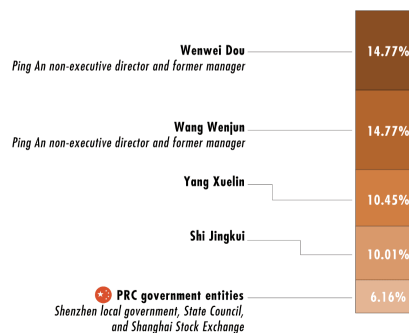 Wenwei Dou
Ping An non-executive director and former manager
14.77%
Wang Wenjun
Ping An non-executive director and former manager
14.77%
Yang Xuelin
10.45%
Shi Jingkui
10.01%
PRC government entities
Shenzhen local government, State Council,
and Shanghai Stock Exchange
6.16%